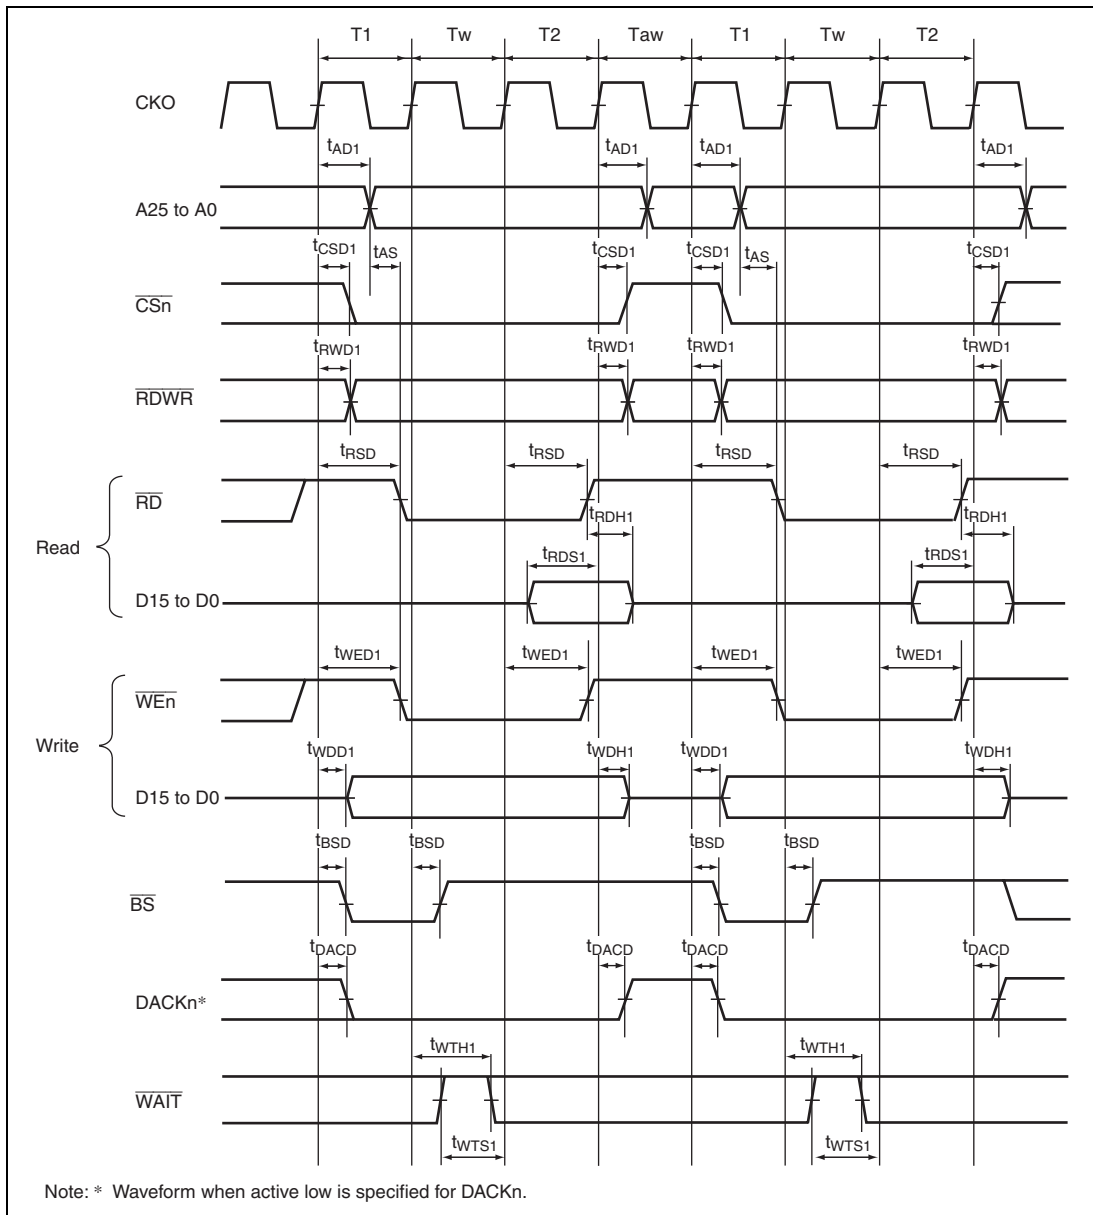 T1 Tw T2 Taw T1 Tw T2
CKO
tAD1 tAD1 tAD1 tAD1
A25 to A0
tCSD1 tAS tCSD1 tCSD1 tAS tCSD1
CSn
tRWD1 tRWD1 tRWD1 tRWD1
RDWR
tRSD tRSD tRSD tRSD
RD
tRDH1 tRDH1
Read
tRDS1 tRDS1
D15 to D0
tWED1 tWED1 tWED1 tWED1
WEn
Write
tWDD1 tWDH1 tWDD1 tWDH1
D15 to D0
tBSD tBSD tBSD tBSD
BS
tDACD tDACD tDACD tDACD
DACKn*
tWTH1 tWTH1
WAIT
tWTS1 tWTS1
Note: * Waveform when active low is specified for DACKn.